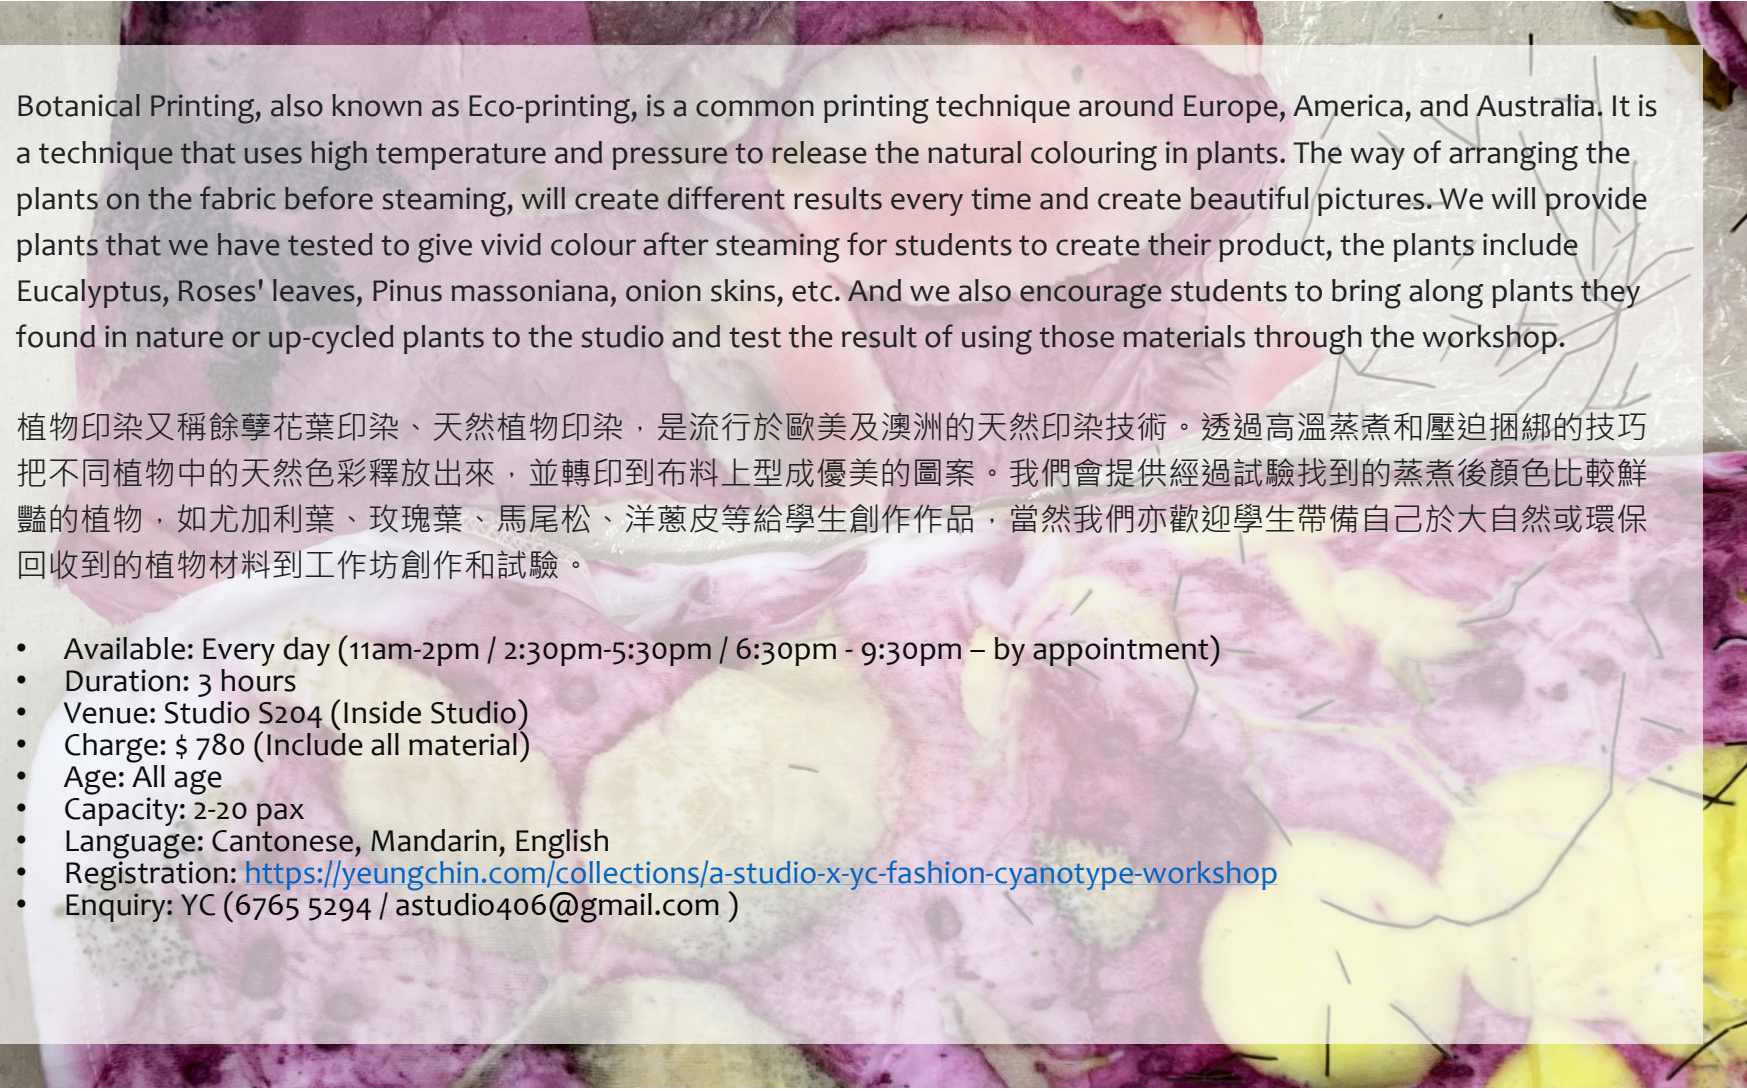 Botanical Printing, also known as Eco-printing, is a common printing technique around Europe, America, and Australia. It is
a technique that uses high temperature and pressure to release the natural colouring in plants. The way of arranging the
plants on the fabric before steaming, will create different results every time and create beautiful pictures. We will provide
plants that we have tested to give vivid colour after steaming for students to create their product, the plants include
Eucalyptus, Roses' leaves, Pinus massoniana, onion skins, etc. And we also encourage students to bring along plants they
found in nature or up-cycled plants to the studio and test the result of using those materials through the workshop.
植物印染又稱餘孽花葉印染、天然植物印染，是流行於歐美及澳洲的天然印染技術。透過高溫蒸煮和壓迫捆綁的技巧
把不同植物中的天然色彩釋放出來，並轉印到布料上型成優美的圖案。我們會提供經過試驗找到的蒸煮後顏色比較鮮
豔的植物，如尤加利葉、玫瑰葉、馬尾松、洋蔥皮等給學生創作作品，當然我們亦歡迎學生帶備自己於大自然或環保
回收到的植物材料到工作坊創作和試驗。
• Available: Every day (11am-2pm / 2:30pm-5:30pm / 6:30pm - 9:30pm – by appointment)
• Duration: 3 hours
• Venue: Studio S204 (Inside Studio)
• Charge: $ 780 (Include all material)
• Age: All age
• Capacity: 2-20 pax
• Language: Cantonese, Mandarin, English
• Registration: https://yeungchin.com/collections/a-studio-x-yc-fashion-cyanotype-workshop
• Enquiry: YC (6765 5294 / astudio406@gmail.com )